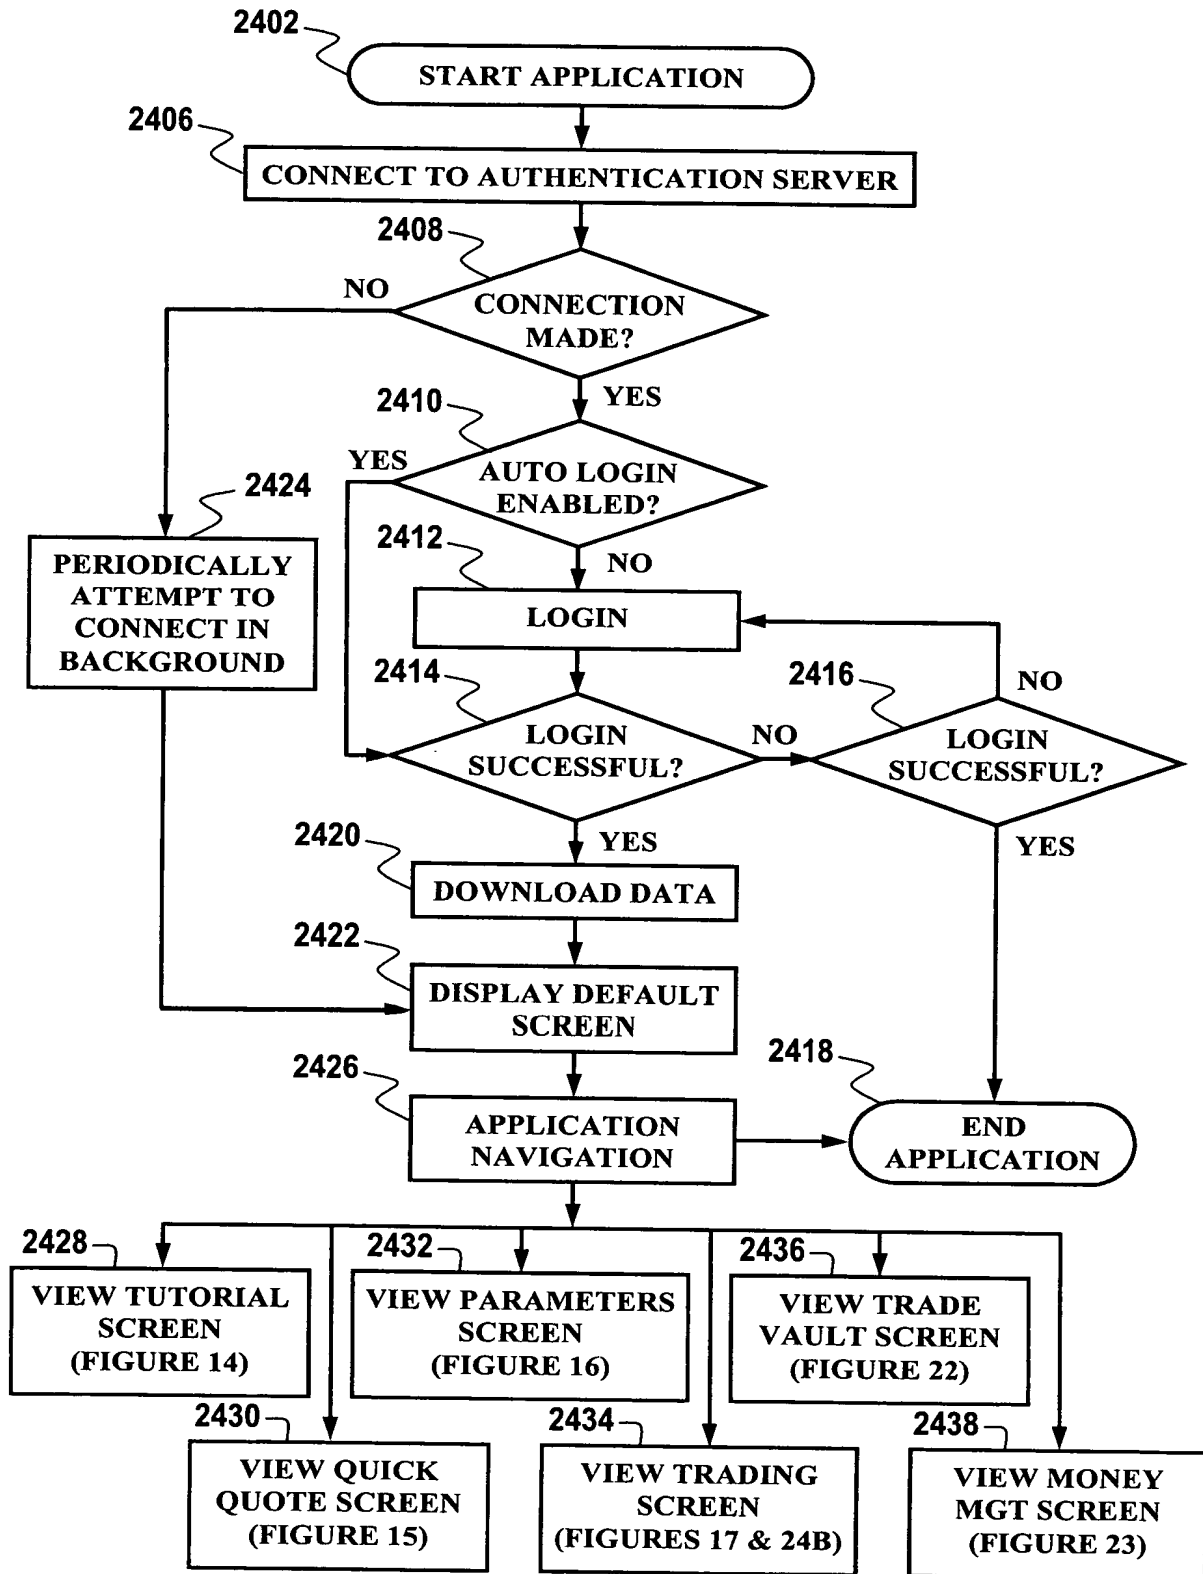 2402
START APPLICATION
2406
CONNECT TO AUTHENTICATION SERVER
2408
NO
CONNECTION
MADE?
YES
2410
YES
AUTO LOGIN
ENABLED?
2424
PERIODICALLY
ATTEMPT TO
CONNECT IN
BACKGROUND
2412
NO
LOGIN
2414
LOGIN
SUCCESSFUL?
NO
2416
NO
LOGIN
SUCCESSFUL?
YES
2420
YES
DOWNLOAD DATA
2422
DISPLAY DEFAULT
SCREEN
2426
APPLICATION
NAVIGATION
2418
END
APPLICATION
2428
VIEW TUTORIAL
SCREEN
(FIGURE 14)
2432
VIEW PARAMETERS
SCREEN
(FIGURE 16)
2436
VIEW TRADE
VAULT SCREEN
(FIGURE 22)
2430
VIEW QUICK
QUOTE SCREEN
(FIGURE 15)
2434
VIEW TRADING
SCREEN
(FIGURES 17 & 24B)
2438
VIEW MONEY
MGT SCREEN
(FIGURE 23)